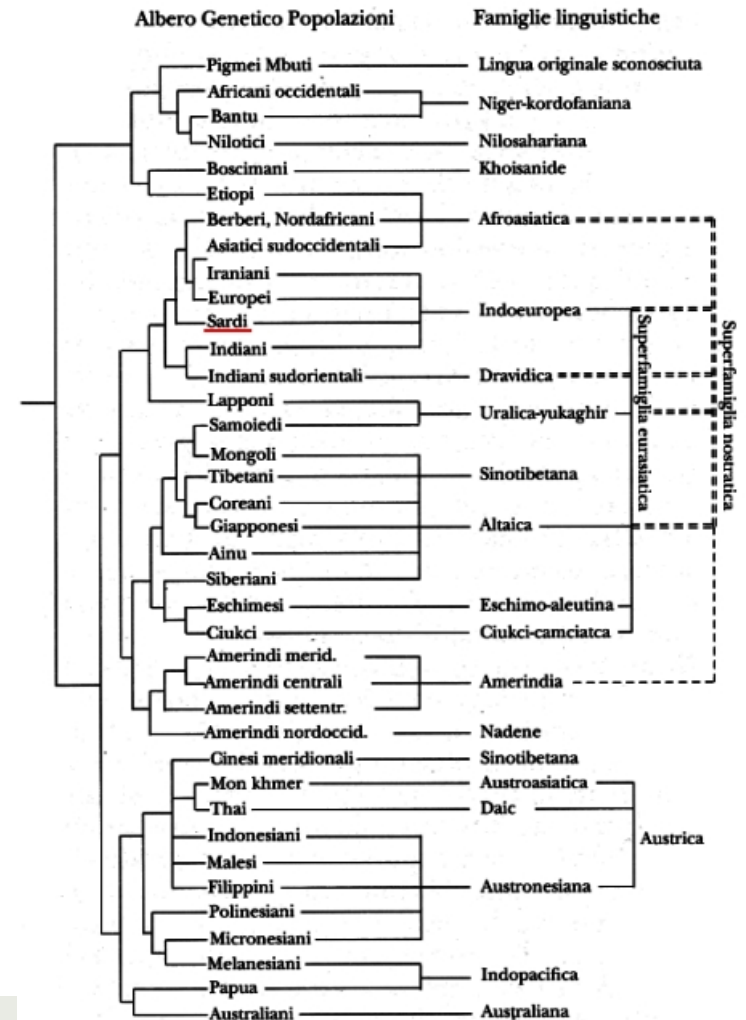 Albero Genetico Popolazioni Famiglie linguistiche
Pigmei Mbuti Lingua originale sconosciuta
Africani occidentali
Niger-kordofaniana
Bantu
Nilotici Nilosahariana
Boscimani Khoisanide
Etiopi
Berberi, Nordafricani Afroasiatica
Asiatici sudoccidentali
Iraniani
Europei
Indoeuropea
Sardi
Indiani
Indiani sudorientali Dravidica
Lapponi
Uralica-yukaghir
Samoiedi
Mongoli
Tibetani Sinotibetana
Coreani
Giapponesi Altaica
Ainu
Siberiani
Eschimesi Eschimo-aleutina
Ciukci Ciukci-camciatca
Superfamiglia eurasiatica
Superfamiglia nostratica
Amerindi merid.
Amerindi centrali Amerindia
Amerindi settentr.
Amerindi nordoccid. Nadene
Cinesi meridionali Sinotibetana
Mon khmer Austroasiatica
Thai Daic
Indonesiani
Austrica
Malesi
Filippini Austronesiana
Polinesiani
Micronesiani
Melanesiani
Indopacifica
Papua
Australiani Australiana